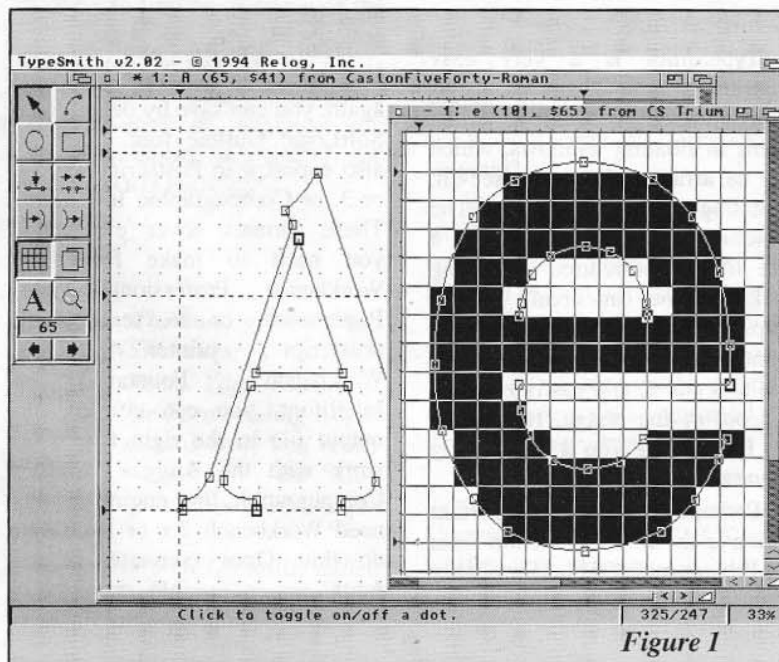 TypeSmith v2.02 - © 1994 Relog, Inc.
* 1: A (65, $41) from CaslonFiveForty-Roman
- 1: e (101, $65) from CS Trium
A
65
Click to toggle on/off a dot.
325/247
33%
Figure 1